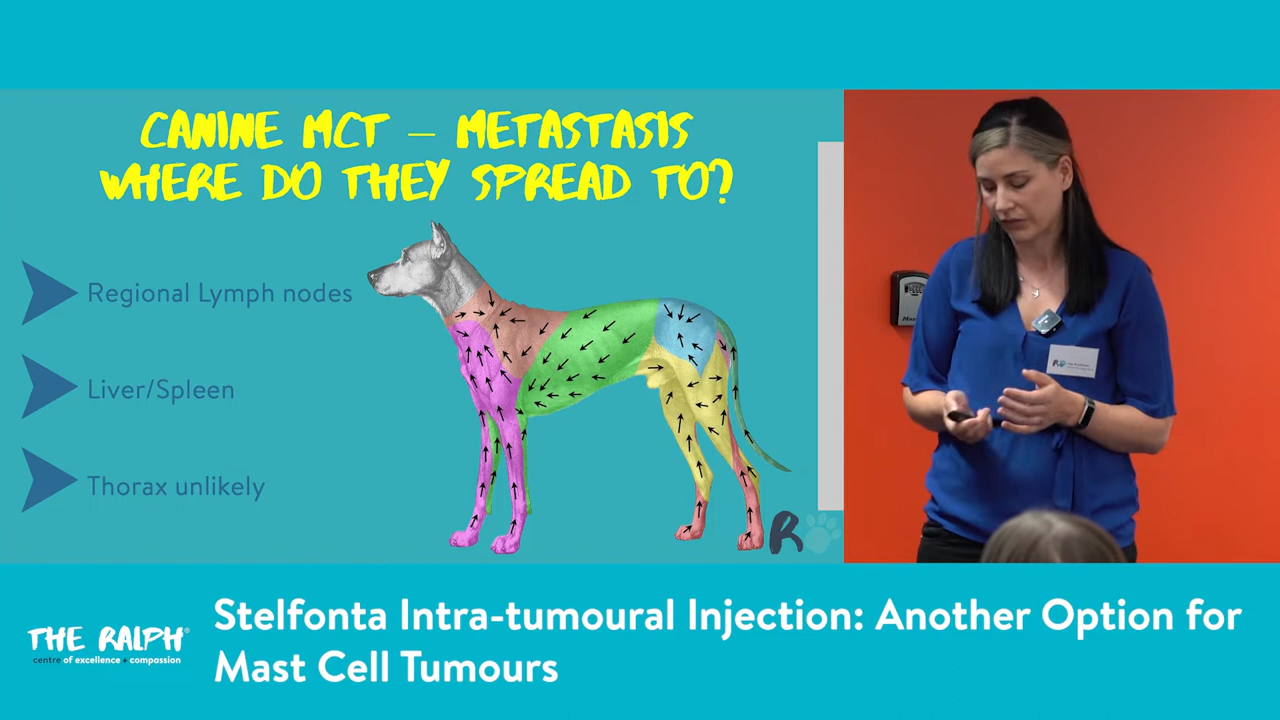 CANINE MCT – METASTASIS
WHERE DO THEY SPREAD TO?
Regional Lymph nodes
Liver/Spleen
Thorax unlikely
R
THE RALPH®
centre of excellence + compassion
Stelfonta Intra-tumoural Injection: Another Option for
Mast Cell Tumours